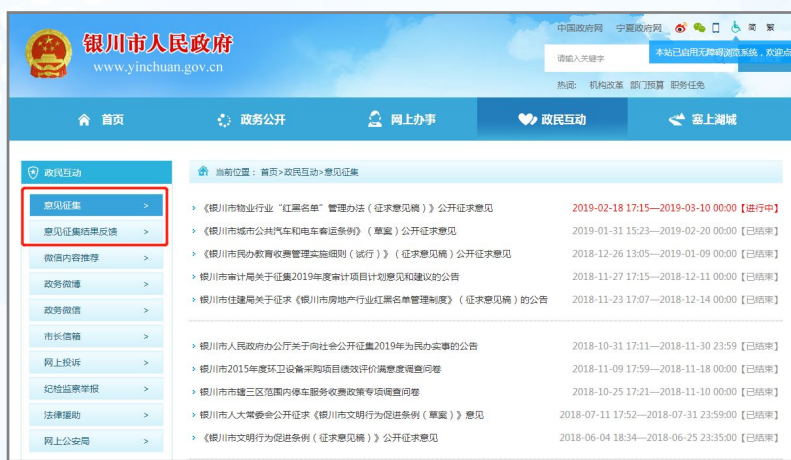 中国政府网 宁夏政府网 简 繁
银川市人民政府
www.yinchuan.gov.cn
请输入关键字
本站已启用无障碍浏览系统，欢迎点
热词: 机构改革 部门预算 职务任免
首页 政务公开 网上办事 政民互动 塞上湖城
政民互动
当前位置：首页>政民互动>意见征集
意见征集 >
意见征集结果反馈 >
微信内容推荐 >
政务微博 >
政务微信 >
市长信箱 >
网上投诉 >
纪检监察举报 >
法律援助 >
网上公安局 >
《银川市物业行业“红黑名单”管理办法（征求意见稿）》公开征求意见 2019-02-18 17:15—2019-03-10 00:00【进行中】
《银川市城市公共汽车和电车条例》（草案）公开征求意见 2019-01-31 15:23—2019-02-20 00:00【已结束】
《银川市民办教育收费管理实施细则（试行）》（征求意见稿）公开征求意见 2018-12-26 13:05—2019-01-09 00:00【已结束】
银川市审计局关于征集2019年度审计项目计划意见和建议的公告 2018-11-27 17:15—2018-12-11 00:00【已结束】
银川市住建局关于征求《银川市房地产行业红黑名单管理制度》（征求意见稿）的公告 2018-11-23 17:07—2018-12-14 00:00【已结束】
银川市人民政府办公厅关于向社会公开征集2019年为民办实事的公告 2018-10-31 17:11—2018-11-30 23:59【已结束】
银川市2015年度环卫设备采购项目绩效评价满意度调查问卷 2018-11-09 17:59—2018-11-18 00:00【已结束】
银川市市辖三区范围内停车服务收费政策专项调查问卷 2018-10-25 17:21—2018-11-10 00:00【已结束】
银川市人大常委会公开征求《银川市文明行为促进条例（草案）》意见 2018-07-11 17:52—2018-07-31 23:59:00【已结束】
《银川市文明行为促进条例（征求意见稿）》公开征求意见 2018-06-04 18:34—2018-06-25 23:35:00【已结束】